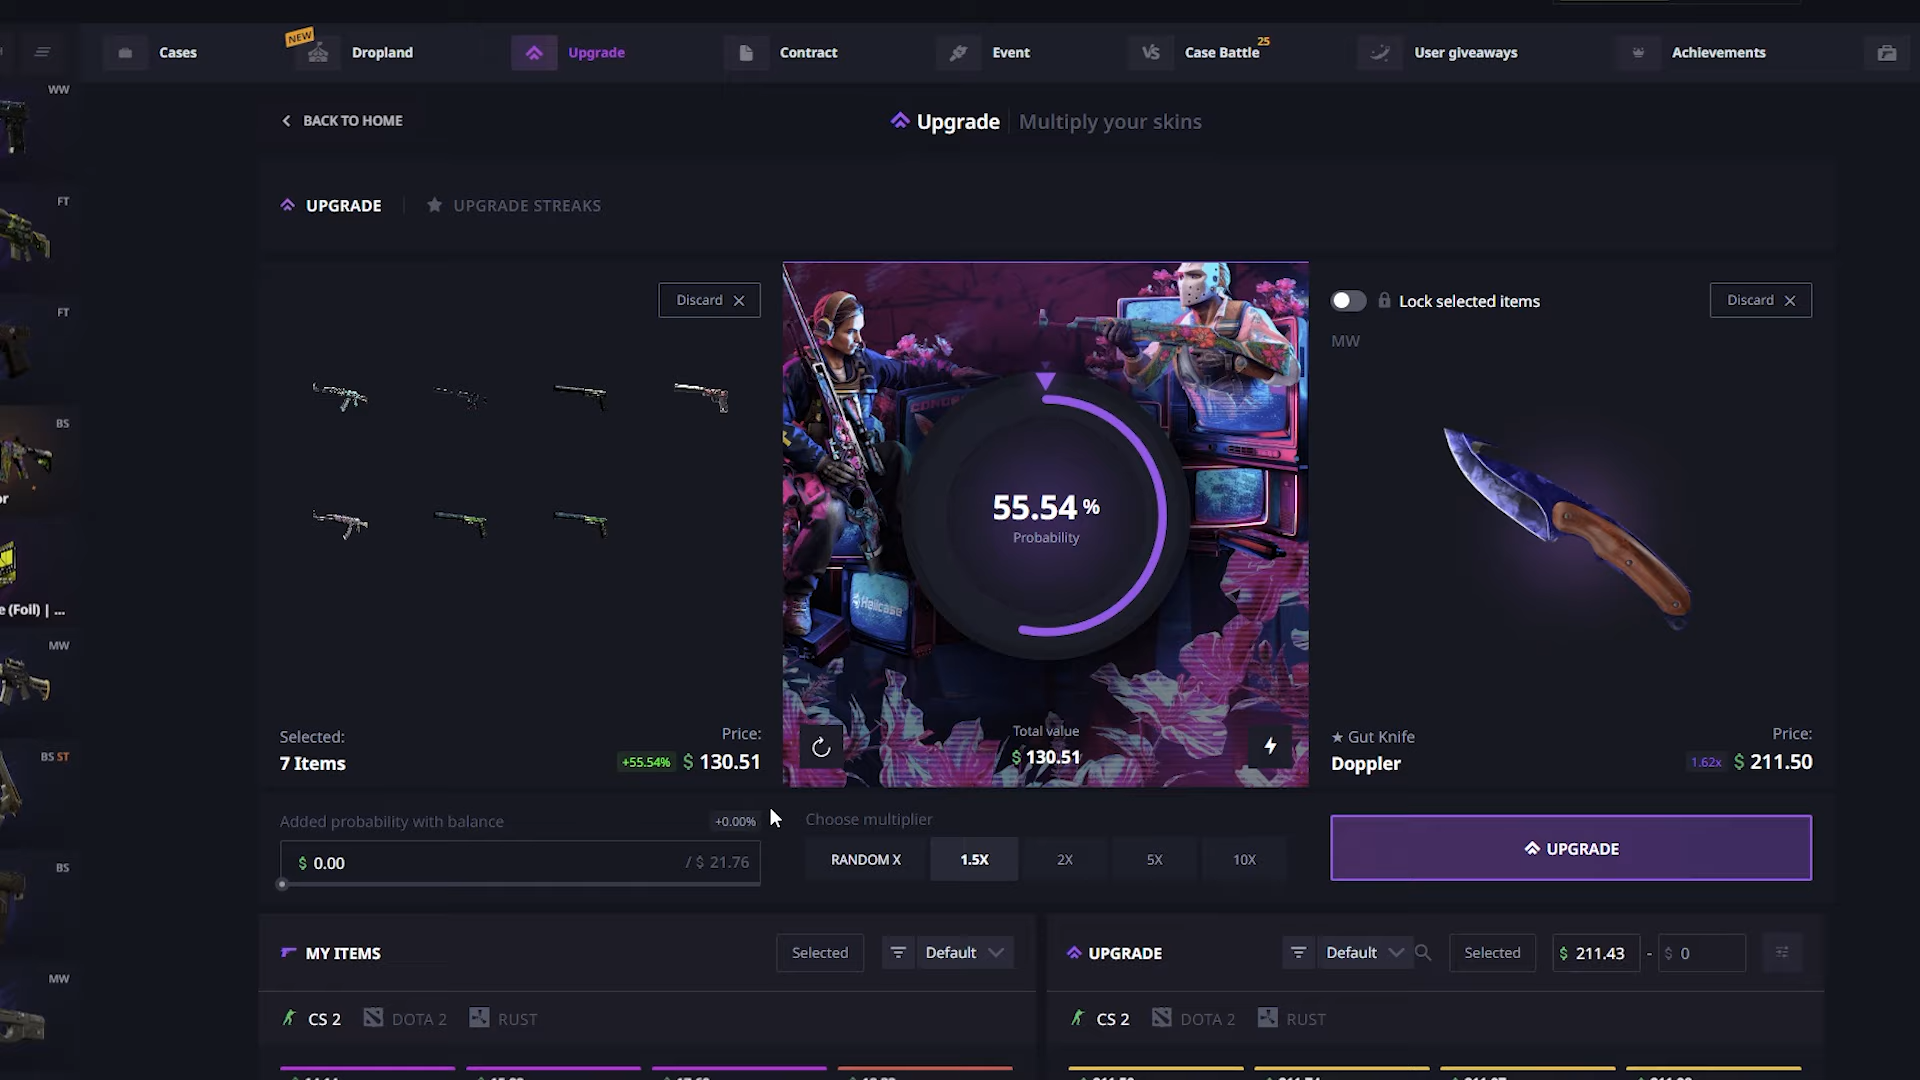 Cases
NEW
Dropland
Upgrade
Contract
Event
VS
Case Battle
25
User giveaways
Achievements
WW
FT
FT
BS
or
e (Foil) | ...
MW
BS ST
BS
MW
BACK TO HOME
Upgrade
Multiply your skins
UPGRADE
UPGRADE STREAKS
Discard
Selected:
7 Items
Price:
+55.54%
$ 130.51
55.54 %
Probability
Hellcase
Total value
$ 130.51
Lock selected items
Discard
MW
★ Gut Knife
Doppler
Price:
1.62x
$ 211.50
Added probability with balance
+0.00%
$ 0.00
/ $ 21.76
Choose multiplier
RANDOM X
1.5X
2X
5X
10X
UPGRADE
MY ITEMS
Selected
Default
UPGRADE
Default
Selected
$ 211.43
-
$ 0
CS 2
DOTA 2
RUST
CS 2
DOTA 2
RUST